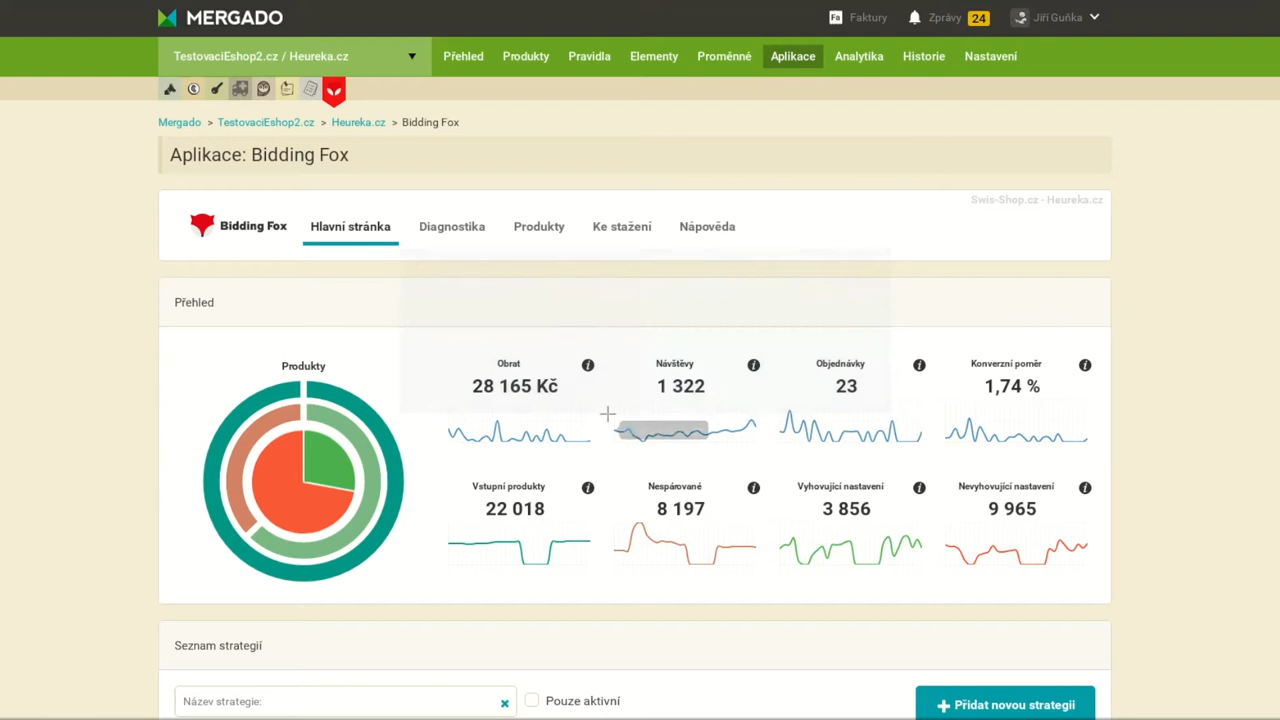 MERGADO
Fa Faktury
Zprávy 24
Jiří Guňka
TestovaciEshop2.cz / Heureka.cz
Přehled Produkty Pravidla Elementy Proměnné Aplikace Analytika Historie Nastavení
Mergado > TestovaciEshop2.cz > Heureka.cz > Bidding Fox
Aplikace: Bidding Fox
Swis-Shop.cz - Heureka.cz
Bidding Fox Hlavní stránka Diagnostika Produkty Ke stažení Nápověda
Přehled
Produkty
Obrat Návštěvy Objednávky Konverzní poměr
28 165 Kč 1 322 23 1,74 %
Vstupní produkty Nespárované Vyhovující nastavení Nevyhovující nastavení
22 018 8 197 3 856 9 965
Seznam strategií
Název strategie: Pouze aktivní Přidat novou strategii